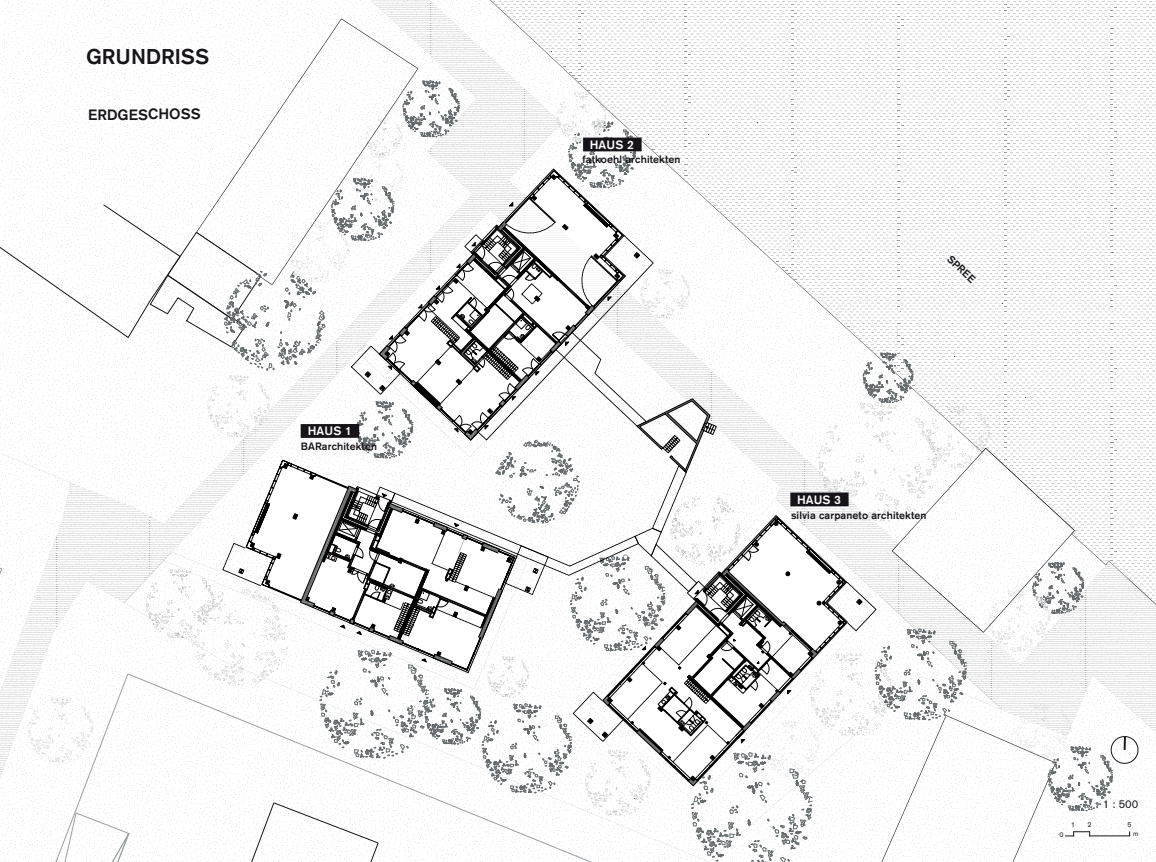 GRUNDRISS
ERDGESCHOSS
HAUS 2
fatkoehl architekten
SPREE
HAUS 1
BARarchitekten
HAUS 3
silvia carpaneto architekten
1 : 500
0 1 2 5 m